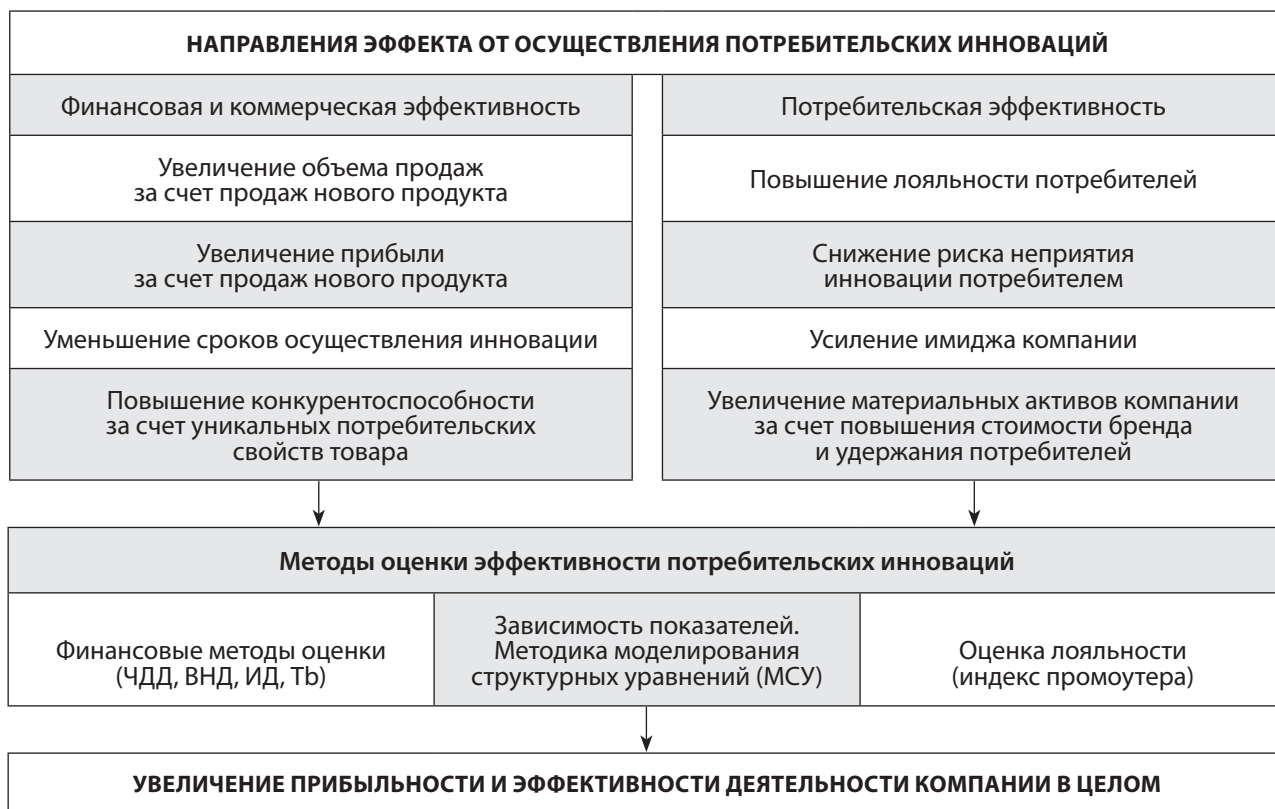 НАПРАВЛЕНИЯ ЭФФЕКТА ОТ ОСУЩЕСТВЛЕНИЯ ПОТРЕБИТЕЛЬСКИХ ИННОВАЦИЙ
Финансовая и коммерческая эффективность
Увеличение объема продаж
за счет продаж нового продукта
Увеличение прибыли
за счет продаж нового продукта
Уменьшение сроков осуществления инновации
Повышение конкурентоспособности
за счет уникальных потребительских
свойств товара
Потребительская эффективность
Повышение лояльности потребителей
Снижение риска неприятия
инновации потребителем
Усиление имиджа компании
Увеличение материальных активов компании
за счет повышения стоимости бренда
и удержания потребителей
Методы оценки эффективности потребительских инноваций
Финансовые методы оценки
(ЧДД, ВНД, ИД, Tb)
Зависимость показателей.
Методика моделирования
структурных уравнений (МСУ)
Оценка лояльности
(индекс промоутера)
УВЕЛИЧЕНИЕ ПРИБЫЛЬНОСТИ И ЭФФЕКТИВНОСТИ ДЕЯТЕЛЬНОСТИ КОМПАНИИ В ЦЕЛОМ